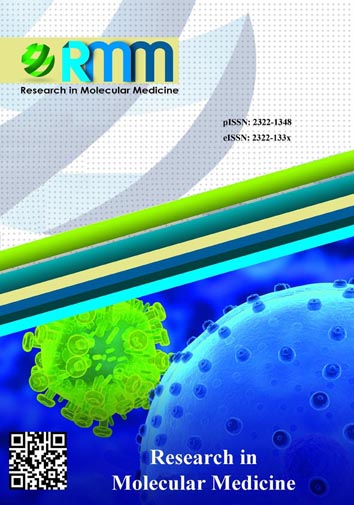 RMM
Research in Molecular Medicine
pISSN: 2322-1348
eISSN: 2322-133x
Research in
Molecular Medicine